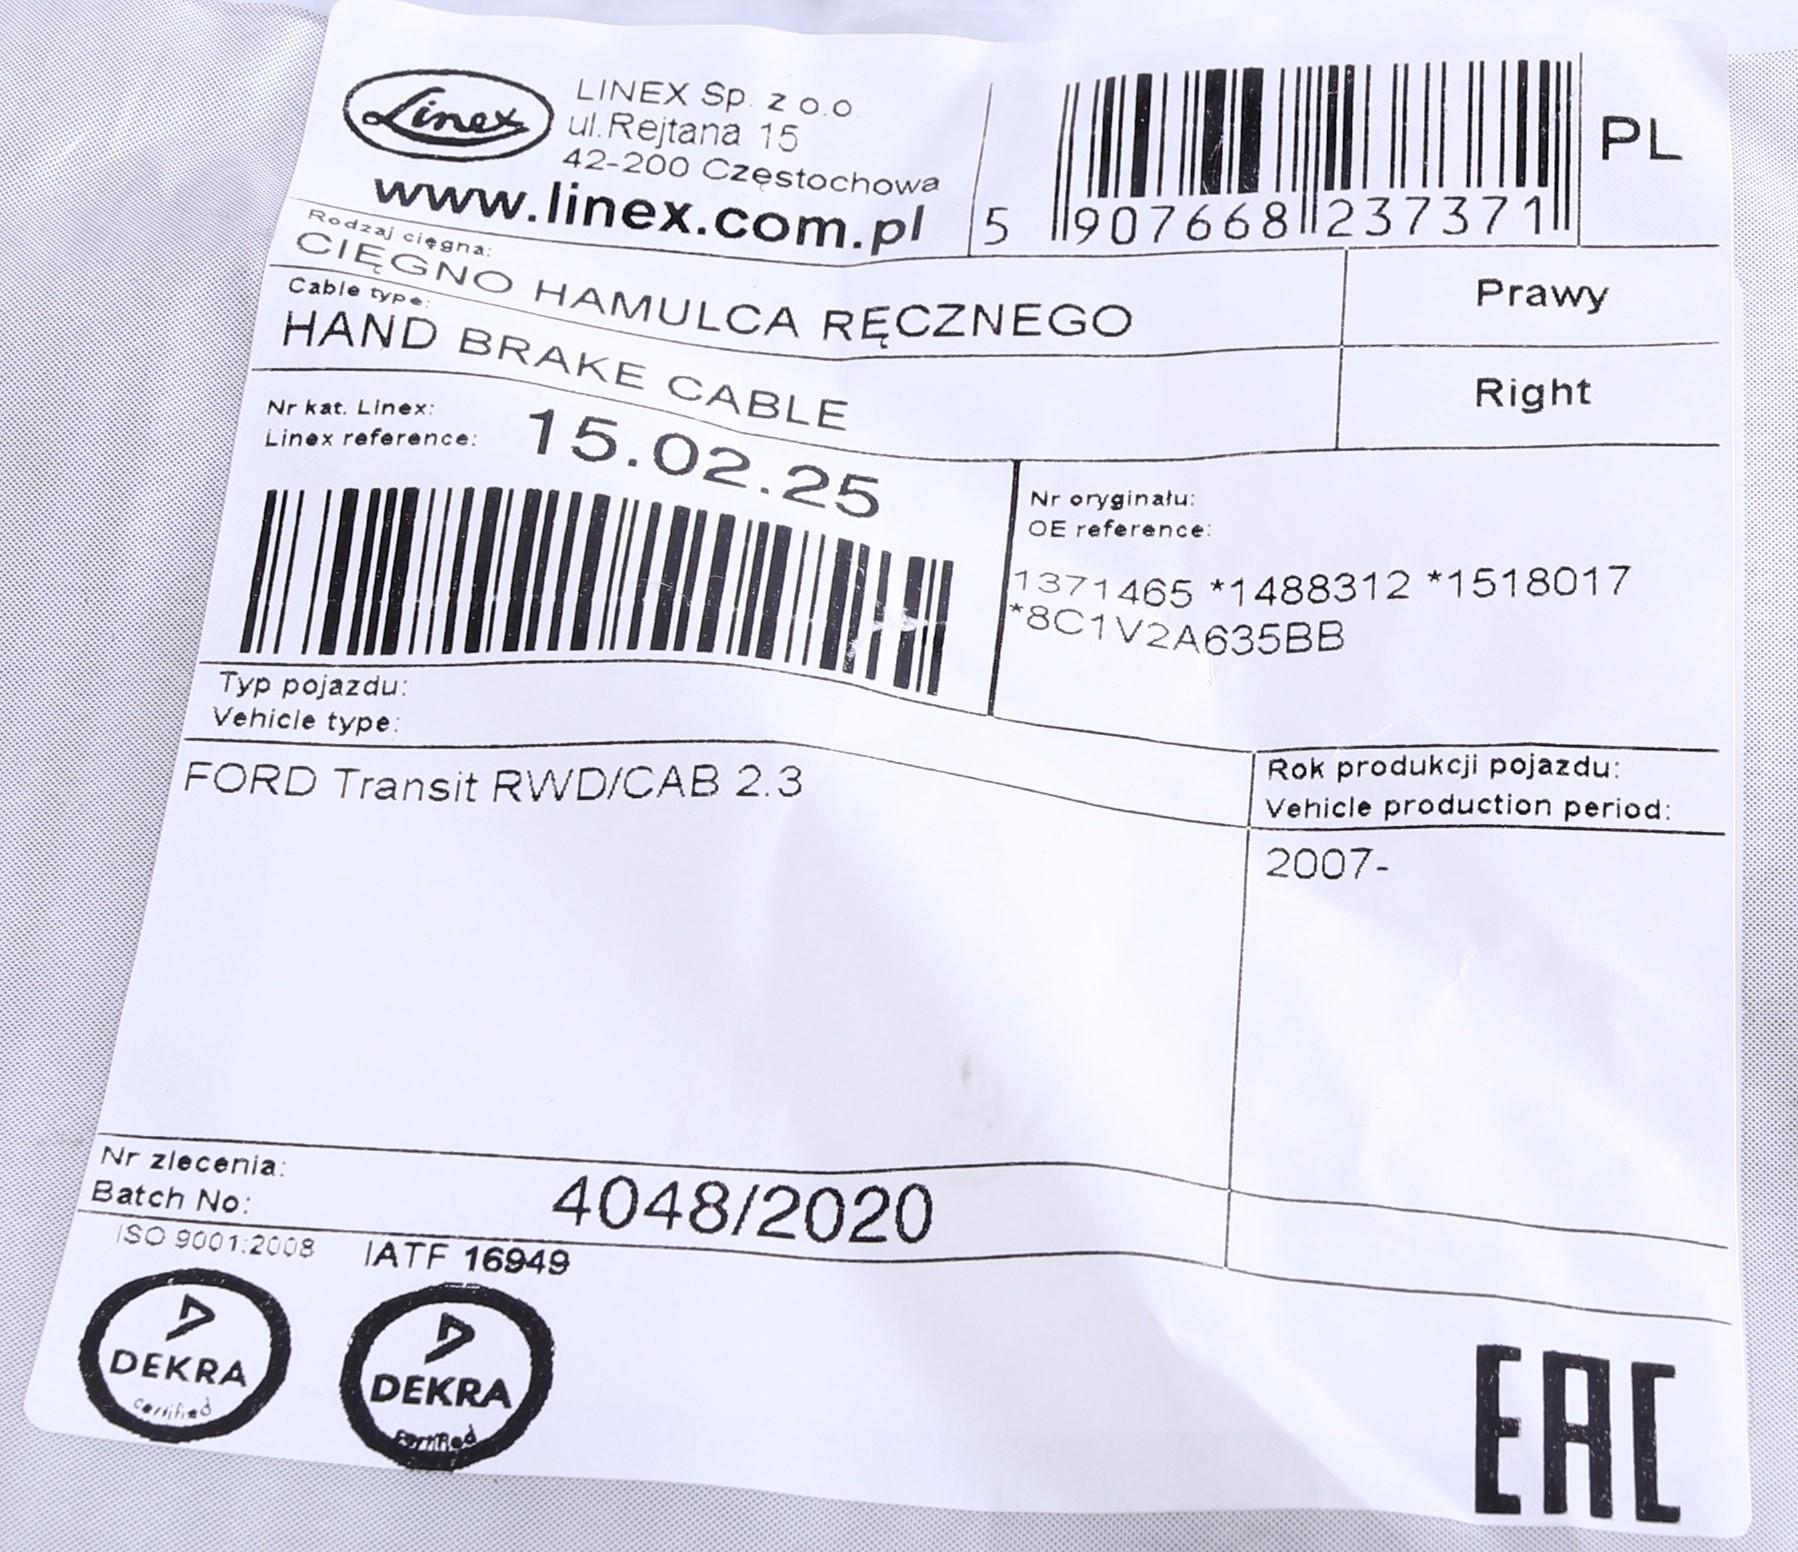 Linex
LINEX Sp. z o.o.
ul.Rejtana 15
42-200 Częstochowa
www.linex.com.pl
5 907668 237371
PL
Rodzaj cięgna:
CIĘGNO HAMULCA RĘCZNEGO
Prawy
Cable type:
HAND BRAKE CABLE
Right
Nr kat. Linex:
Linex reference:
15.02.25
Nr oryginału:
OE reference:
1371465 *1488312 *1518017
*8C1V2A635BB
Typ pojazdu:
Vehicle type:
FORD Transit RWD/CAB 2.3
Rok produkcji pojazdu:
Vehicle production period:
2007-
Nr zlecenia:
Batch No:
4048/2020
ISO 9001:2008
IATF 16949
DEKRA
certified
DEKRA
certified
EAC